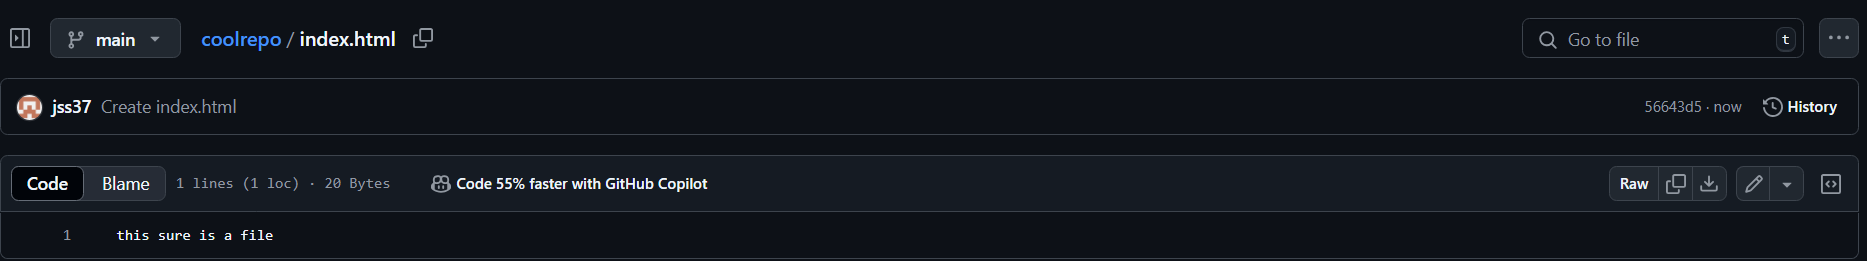 main
coolrepo / index.html
Go to file
t
jss37 Create index.html
56643d5 · now
History
Code
Blame
1 lines (1 loc) · 20 Bytes
Code 55% faster with GitHub Copilot
Raw
1 this sure is a file